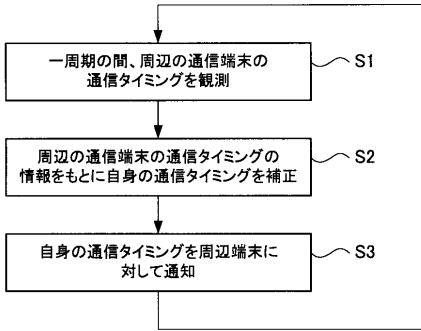 一周期の間、周辺の通信端末の
通信タイミングを観測
S1
周辺の通信端末の通信タイミングの
情報をもとに自身の通信タイミングを補正
S2
自身の通信タイミングを周辺端末に
対して通知
S3